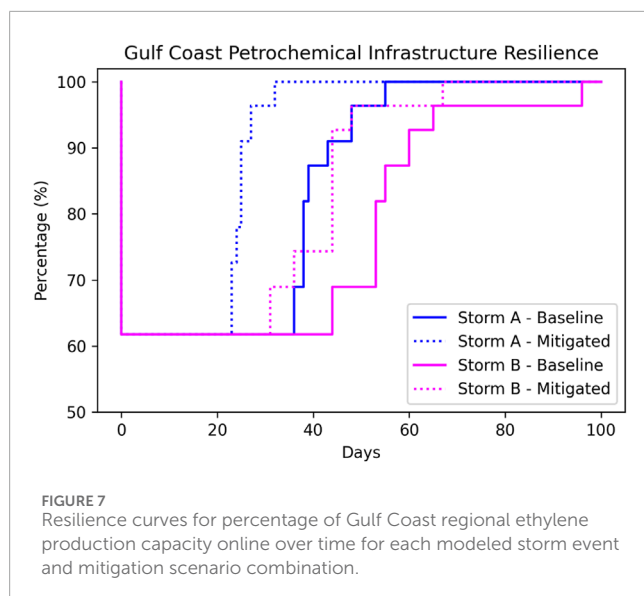 Gulf Coast Petrochemical Infrastructure Resilience
100
90
80
70
60
50
Percentage (%)
0
20
40
60
80
100
Days
Storm A - Baseline
Storm A - Mitigated
Storm B - Baseline
Storm B - Mitigated
FIGURE 7
Resilience curves for percentage of Gulf Coast regional ethylene
production capacity online over time for each modeled storm event
and mitigation scenario combination.